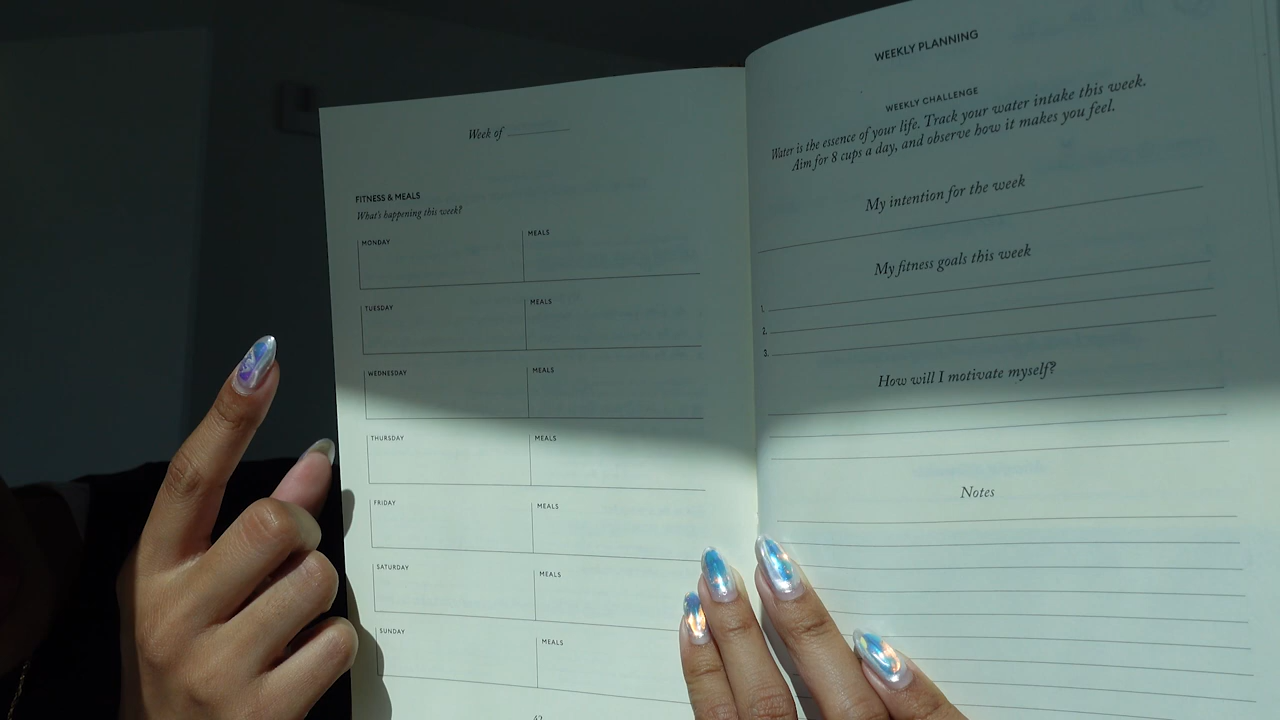 Week of
FITNESS & MEALS
What's happening this week?
MONDAY MEALS
TUESDAY MEALS
WEDNESDAY MEALS
THURSDAY MEALS
FRIDAY MEALS
SATURDAY MEALS
SUNDAY MEALS
WEEKLY PLANNING
WEEKLY CHALLENGE
Water is the essence of your life. Track your water intake this week.
Aim for 8 cups a day, and observe how it makes you feel.
My intention for the week
My fitness goals this week
1.
2.
3.
How will I motivate myself?
Notes